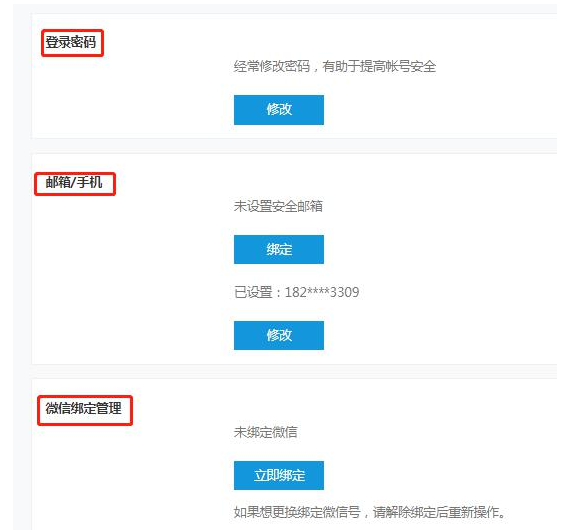 登录密码
经常修改密码，有助于提高帐号安全
修改
邮箱/手机
未设置安全邮箱
绑定
已设置：182****3309
修改
微信绑定管理
未绑定微信
立即绑定
如果想更换绑定微信号，请解除绑定后重新操作。